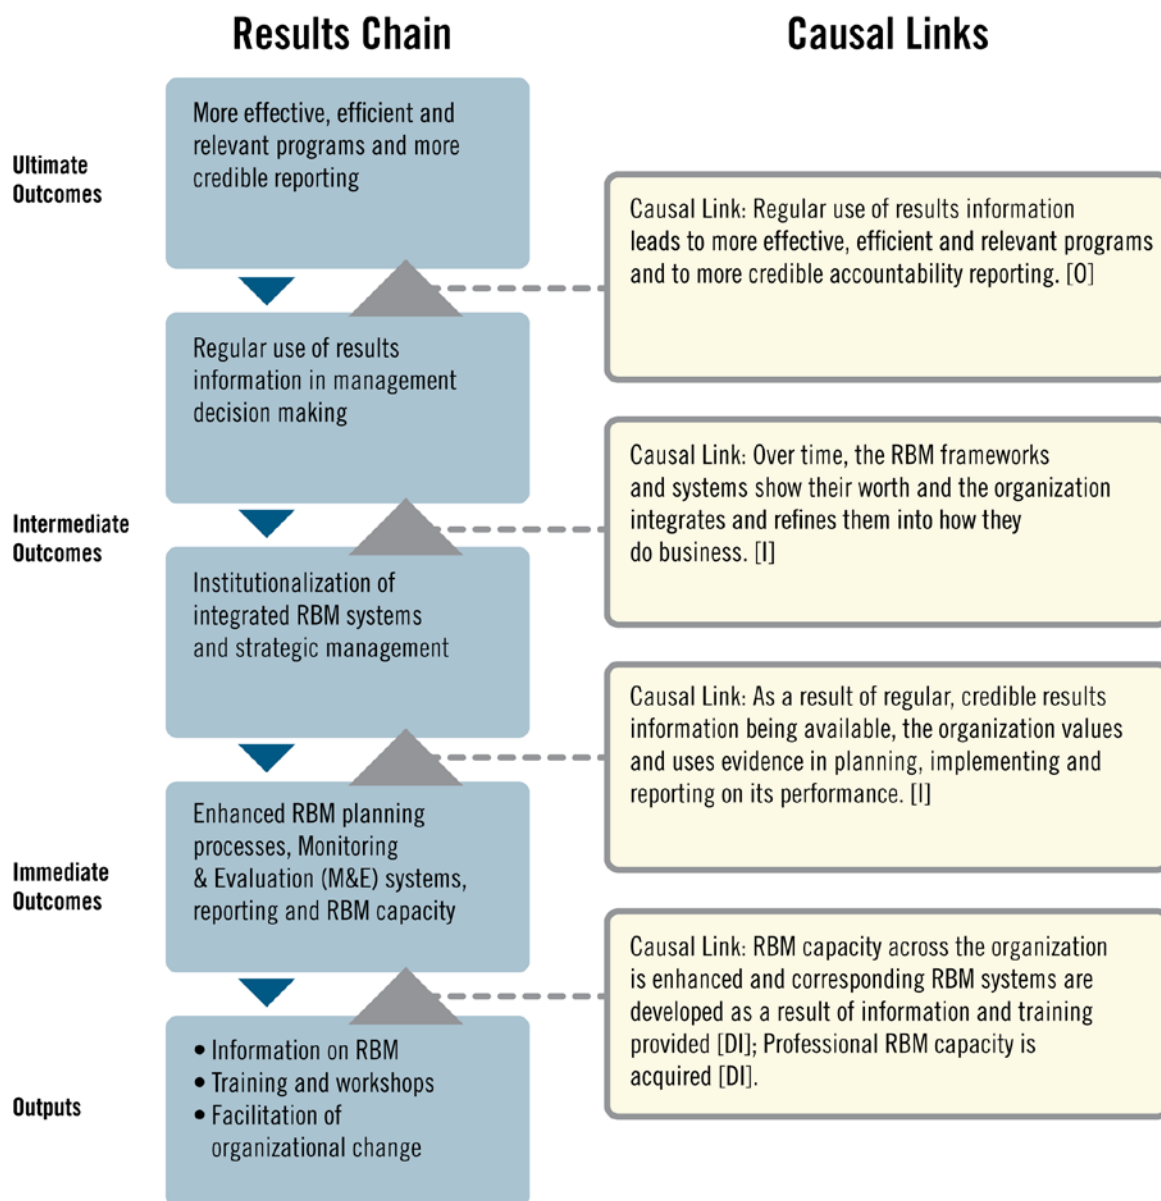 Results Chain
Causal Links
Ultimate
Outcomes
More effective, efficient and
relevant programs and more
credible reporting
Causal Link: Regular use of results information
leads to more effective, efficient and relevant programs
and to more credible accountability reporting. [O]
Regular use of results
information in management
decision making
Intermediate
Outcomes
Causal Link: Over time, the RBM frameworks
and systems show their worth and the organization
integrates and refines them into how they
do business. [I]
Institutionalization of
integrated RBM systems
and strategic management
Causal Link: As a result of regular, credible results
information being available, the organization values
and uses evidence in planning, implementing and
reporting on its performance. [I]
Immediate
Outcomes
Enhanced RBM planning
processes, Monitoring
& Evaluation (M&E) systems,
reporting and RBM capacity
Causal Link: RBM capacity across the organization
is enhanced and corresponding RBM systems are
developed as a result of information and training
provided [DI]; Professional RBM capacity is
acquired [DI].
Outputs
• Information on RBM
• Training and workshops
• Facilitation of
organizational change